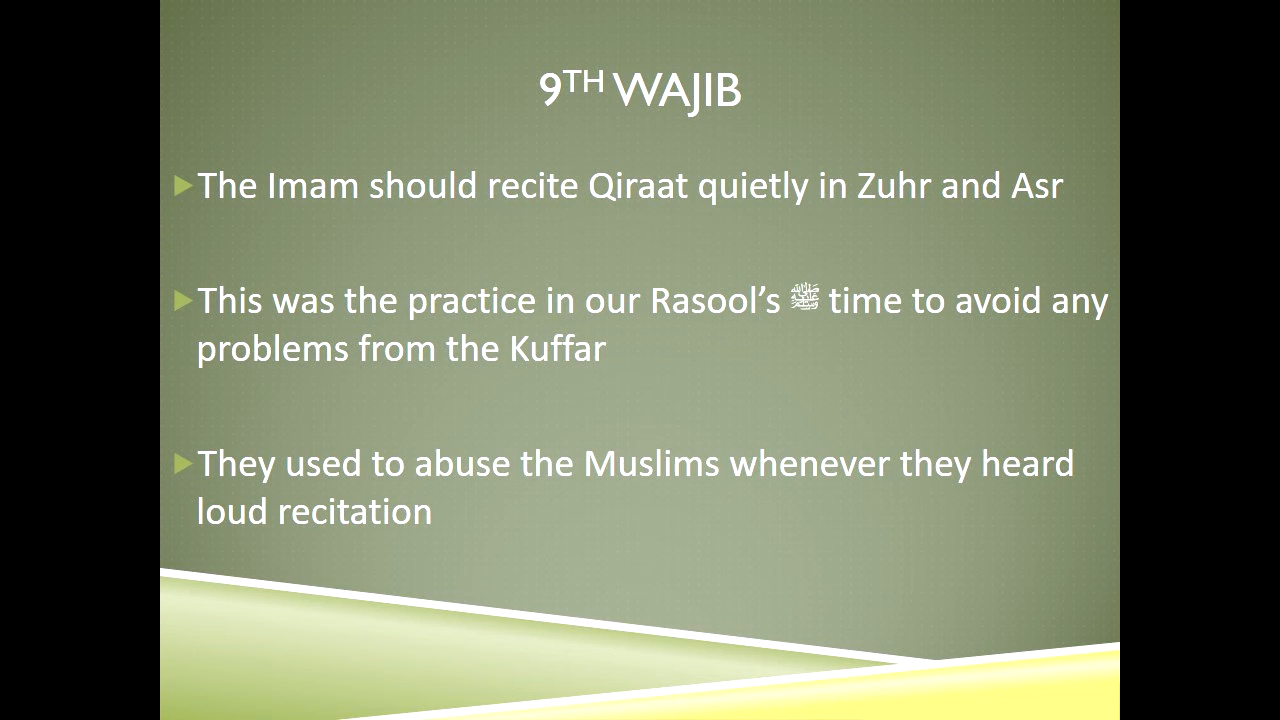 9TH WAJIB
The Imam should recite Qiraat quietly in Zuhr and Asr
This was the practice in our Rasool’s ﷺ time to avoid any
problems from the Kuffar
They used to abuse the Muslims whenever they heard
loud recitation